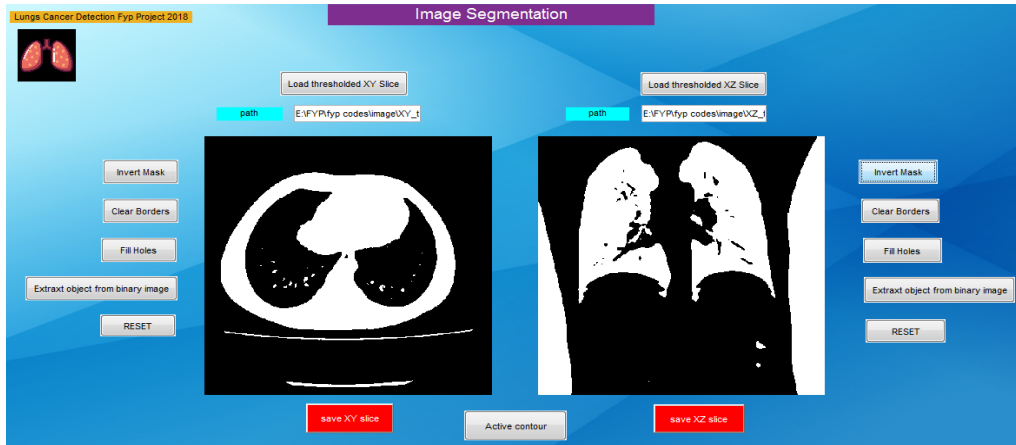 Lungs Cancer Detection Fyp Project 2018
Image Segmentation
Load thresholded XY Slice
Load thresholded XZ Slice
path
E:\FYP\fyp codes\image\XY_t
path
E:\FYP\fyp codes\image\XZ_t
Invert Mask
Invert Mask
Clear Borders
Clear Borders
Fill Holes
Fill Holes
Extraxt object from binary image
Extraxt object from binary image
RESET
RESET
save XY slice
Active contour
save XZ slice